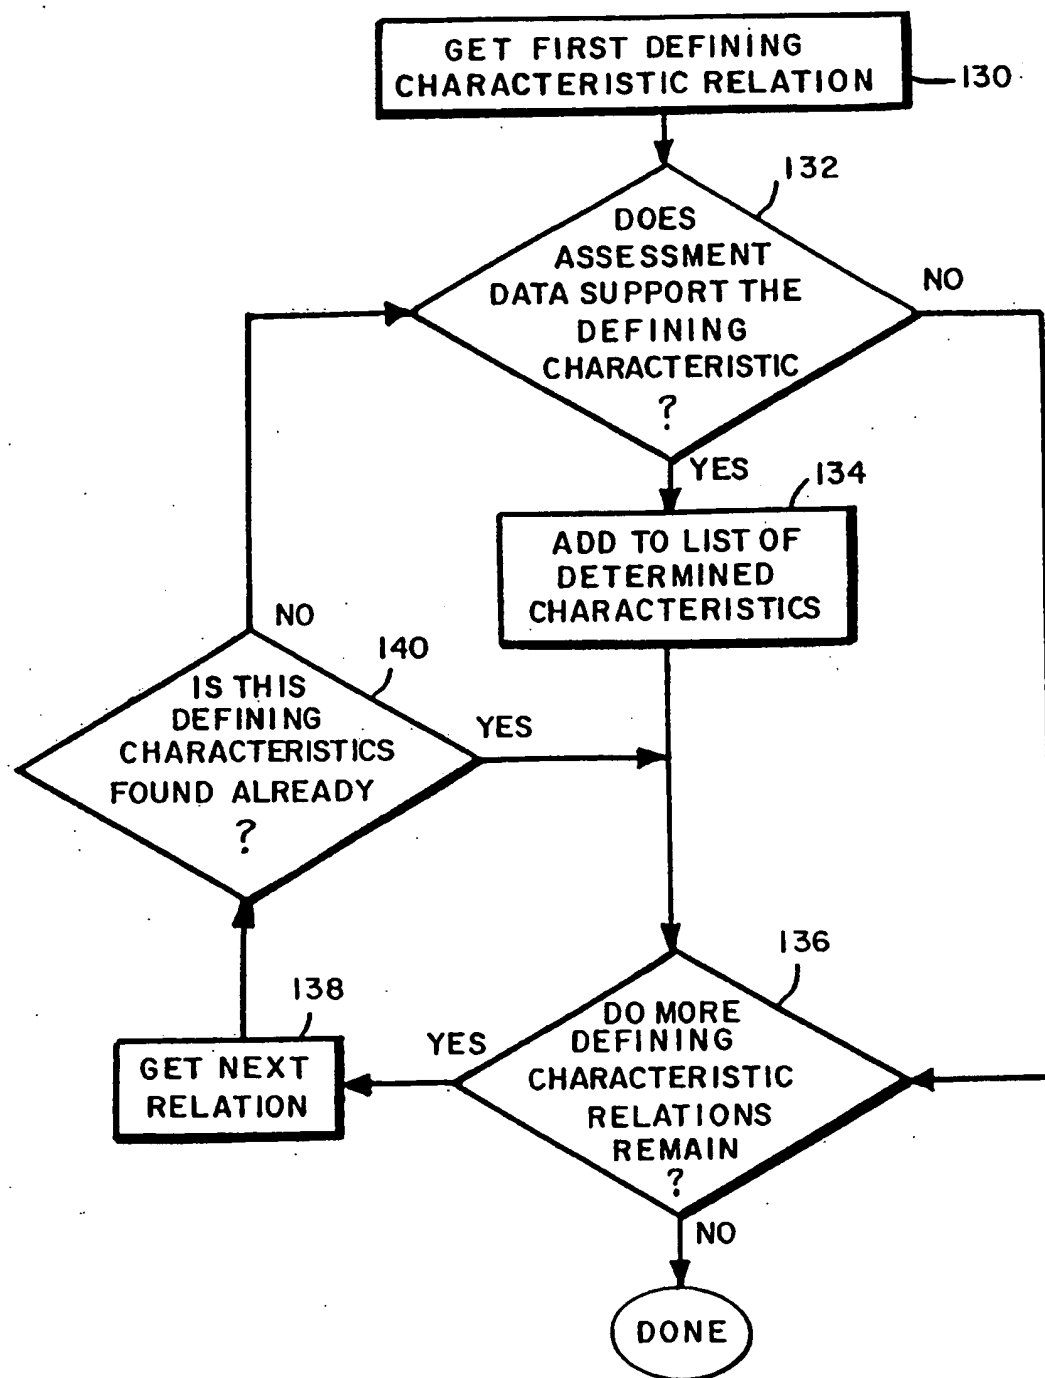 GET FIRST DEFINING
CHARACTERISTIC RELATION
130
132
DOES
ASSESSMENT
DATA SUPPORT THE
DEFINING
CHARACTERISTIC
?
NO
YES
134
ADD TO LIST OF
DETERMINED
CHARACTERISTICS
NO
140
IS THIS
DEFINING
CHARACTERISTICS
FOUND ALREADY
?
YES
136
DO MORE
DEFINING
CHARACTERISTIC
RELATIONS
REMAIN
?
YES
138
GET NEXT
RELATION
NO
DONE